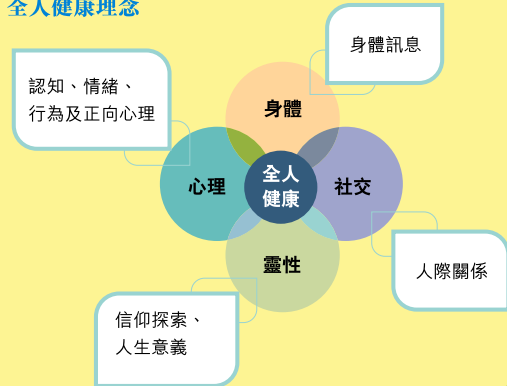 全人健康理念
身體訊息
認知、情緒、
行為及正向心理
身體
心理
全人
健康
社交
靈性
人際關係
信仰探索、
人生意義